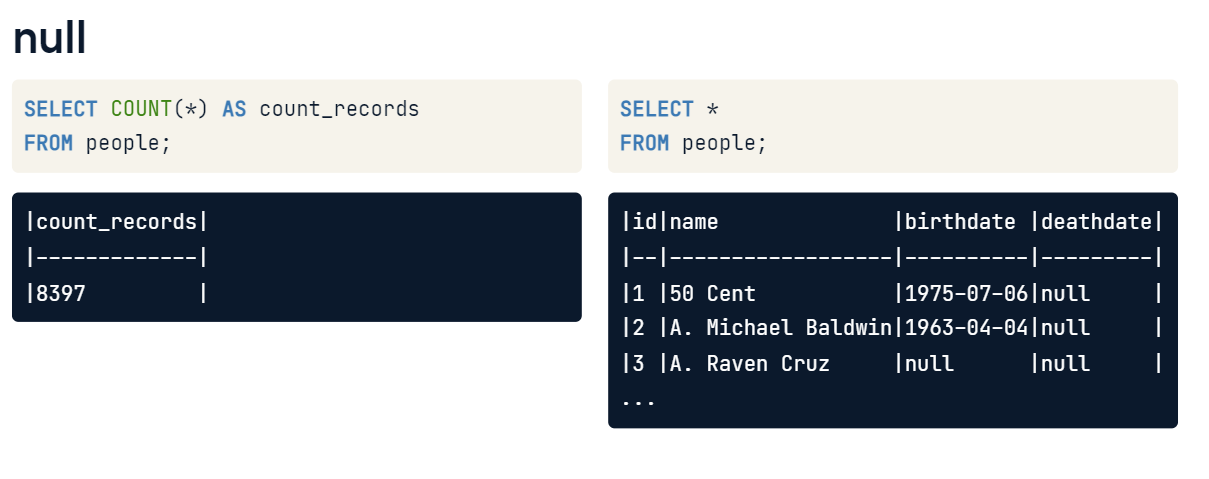 null
SELECT COUNT(*) AS count_records
FROM people;
|count_records|
|-------------|
|8397         |
SELECT *
FROM people;
|id|name              |birthdate |deathdate|
|--|------------------|----------|---------|
|1 |50 Cent           |1975-07-06|null     |
|2 |A. Michael Baldwin|1963-04-04|null     |
|3 |A. Raven Cruz     |null      |null     |
...